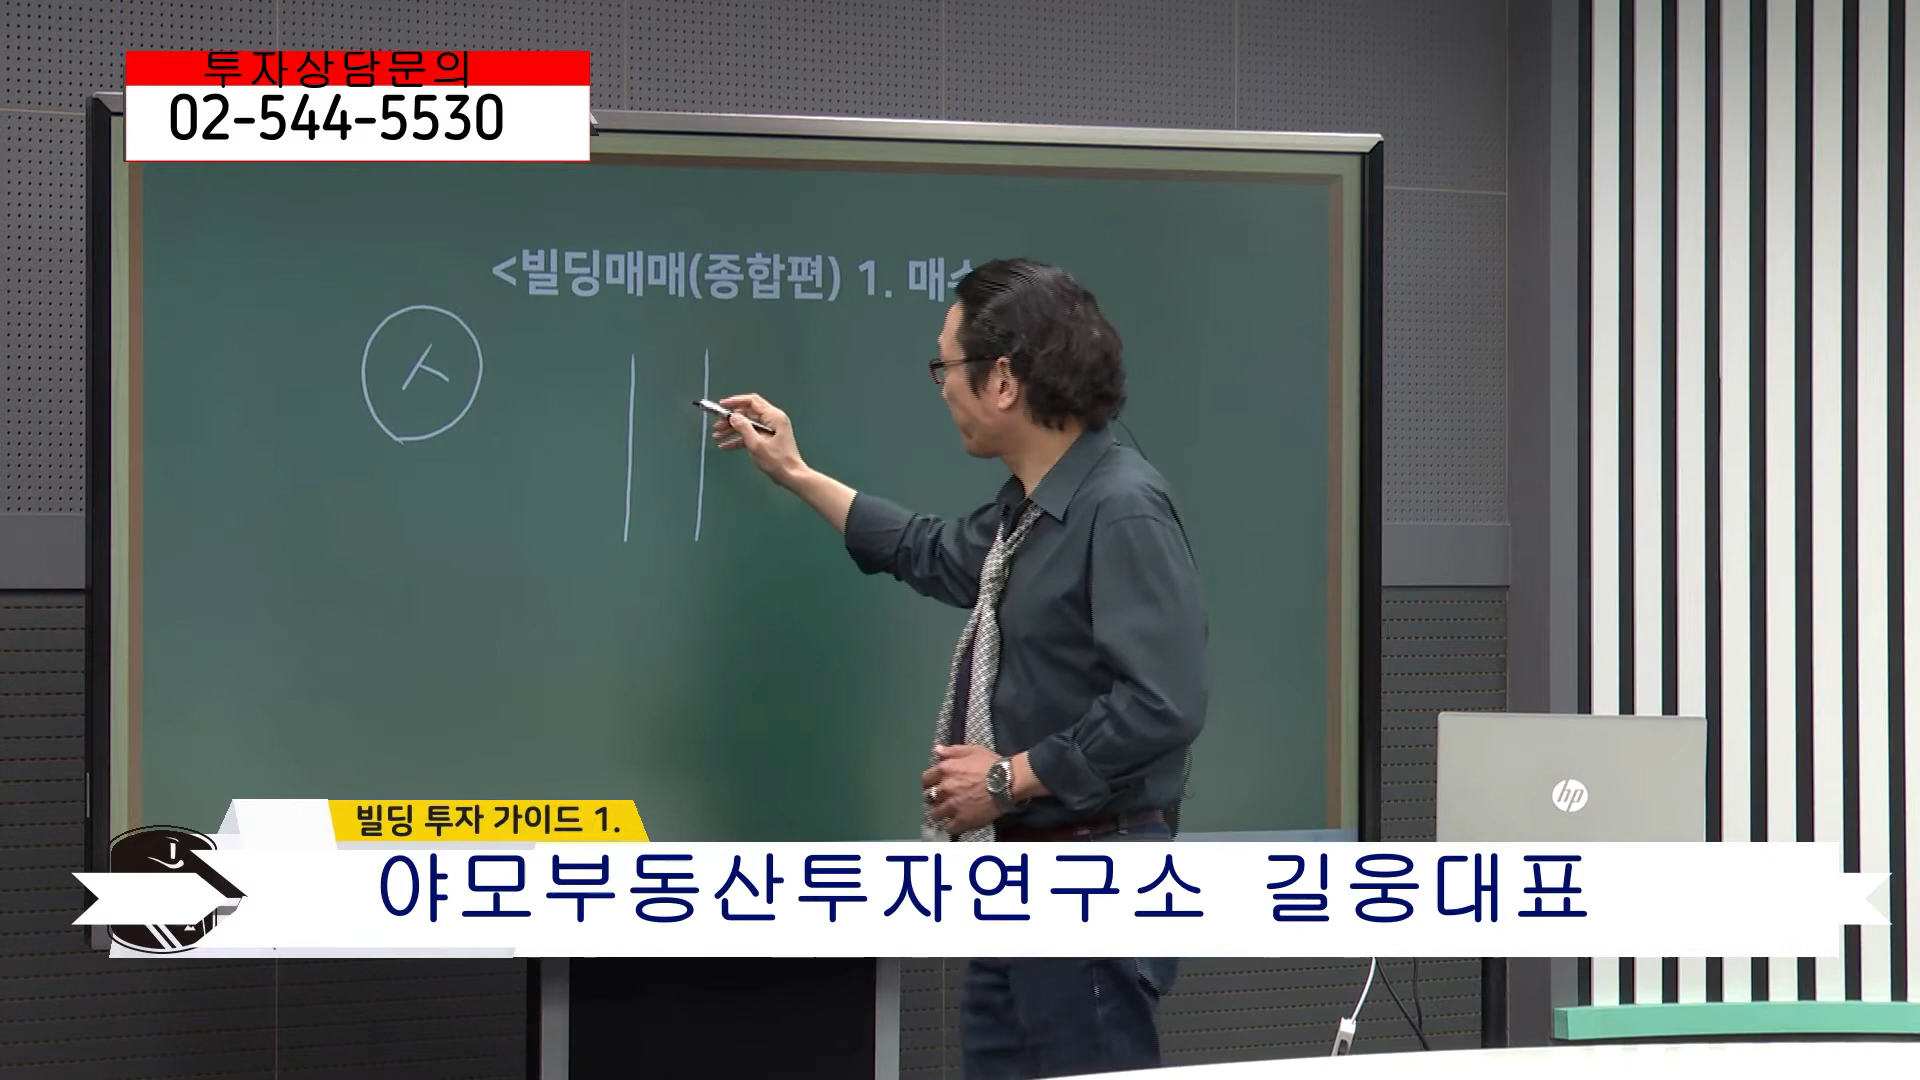 투자상담문의
02-544-5530
<빌딩매매(종합편) 1.
ㅅ
hp
빌딩 투자 가이드 1.
야모부동산투자연구소 길웅대표